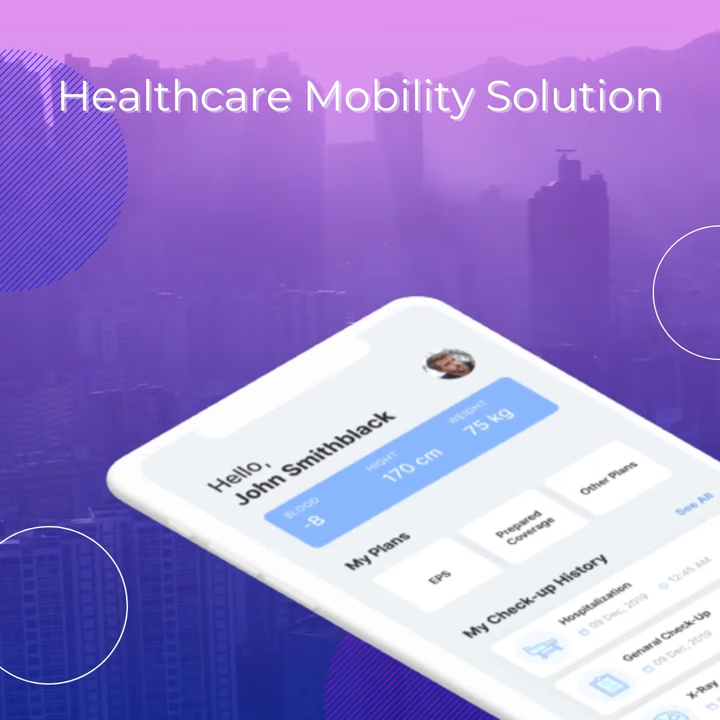 Healthcare Mobility Solution
Hello,
John Smithblack
BLOOD
-B
HIGHT
170 cm
WEIGHT
75 kg
My Plans
EPS
Prepared
Coverage
Other Plans
My Check-up History
See All
Hospitalization
09 Dec, 2019
12:45 AM
Genaral Check-Up
09 Dec, 2019
X-Ray